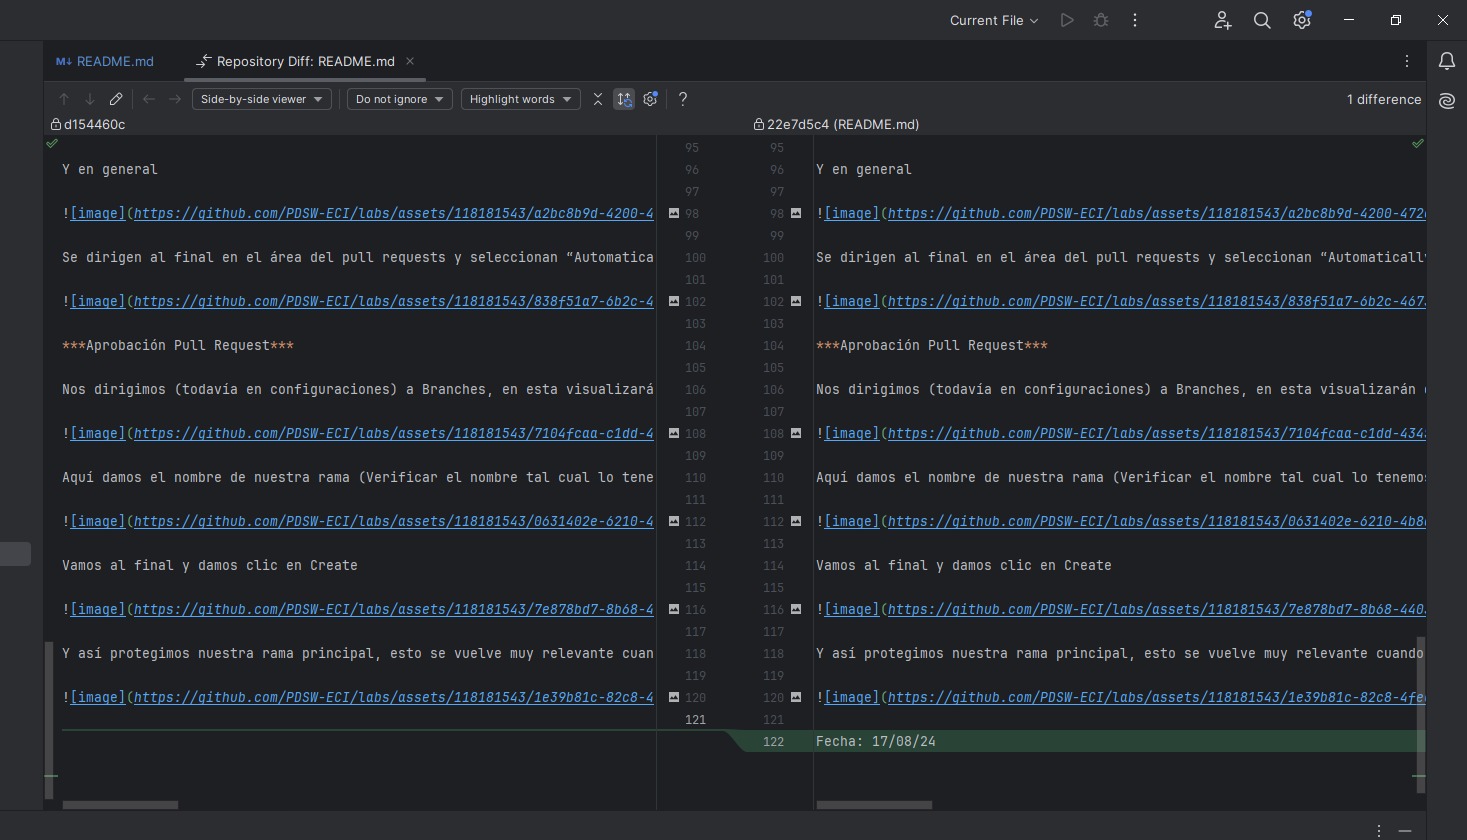 Current File
M↓ README.md
Repository Diff: README.md
Side-by-side viewer
Do not ignore
Highlight words
?
1 difference
d154460c
22e7d5c4 (README.md)
95 95
Y en general 96 96 Y en general
97 97
![image](https://github.com/PDSW-ECI/labs/assets/118181543/a2bc8b9d-4200-4 98 98 ![image](https://github.com/PDSW-ECI/labs/assets/118181543/a2bc8b9d-4200-472
99 99
Se dirigen al final en el área del pull requests y seleccionan “Automatica 100 100 Se dirigen al final en el área del pull requests y seleccionan “Automatically
101 101
![image](https://github.com/PDSW-ECI/labs/assets/118181543/838f51a7-6b2c-4 102 102 ![image](https://github.com/PDSW-ECI/labs/assets/118181543/838f51a7-6b2c-467
103 103
***Aprobación Pull Request*** 104 104 ***Aprobación Pull Request***
105 105
Nos dirigimos (todavía en configuraciones) a Branches, en esta visualizará 106 106 Nos dirigimos (todavía en configuraciones) a Branches, en esta visualizarán
107 107
![image](https://github.com/PDSW-ECI/labs/assets/118181543/7104fcaa-c1dd-4 108 108 ![image](https://github.com/PDSW-ECI/labs/assets/118181543/7104fcaa-c1dd-434
109 109
Aquí damos el nombre de nuestra rama (Verificar el nombre tal cual lo tene 110 110 Aquí damos el nombre de nuestra rama (Verificar el nombre tal cual lo tenemos
111 111
![image](https://github.com/PDSW-ECI/labs/assets/118181543/0631402e-6210-4 112 112 ![image](https://github.com/PDSW-ECI/labs/assets/118181543/0631402e-6210-4b8
113 113
Vamos al final y damos clic en Create 114 114 Vamos al final y damos clic en Create
115 115
![image](https://github.com/PDSW-ECI/labs/assets/118181543/7e878bd7-8b68-4 116 116 ![image](https://github.com/PDSW-ECI/labs/assets/118181543/7e878bd7-8b68-440
117 117
Y así protegimos nuestra rama principal, esto se vuelve muy relevante cuan 118 118 Y así protegimos nuestra rama principal, esto se vuelve muy relevante cuando
119 119
![image](https://github.com/PDSW-ECI/labs/assets/118181543/1e39b81c-82c8-4 120 120 ![image](https://github.com/PDSW-ECI/labs/assets/118181543/1e39b81c-82c8-4fe
121 121
122 Fecha: 17/08/24